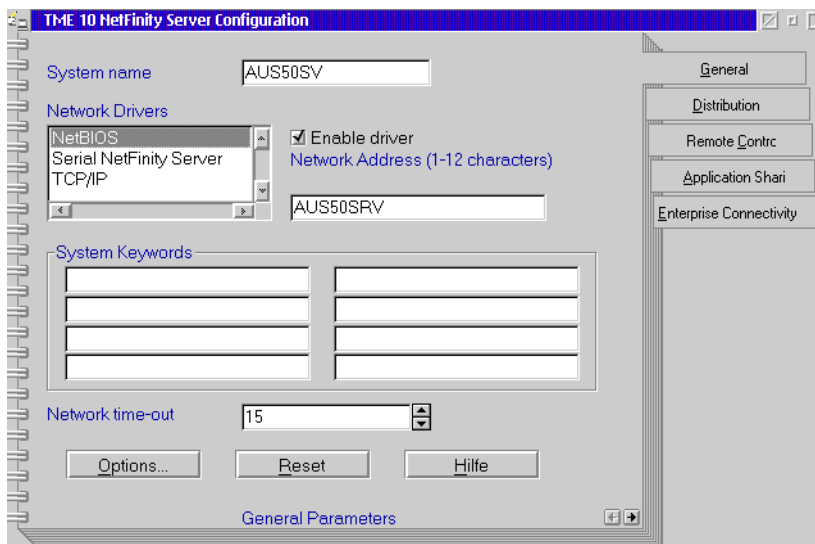 TME 10 NetFinity Server Configuration
System name
AUS50SV
Network Drivers
NetBIOS
Serial NetFinity Server
TCP/IP
Enable driver
Network Address (1-12 characters)
AUS50SRV
System Keywords
Network time-out
15
Options...
Reset
Hilfe
General Parameters
General
Distribution
Remote Contrc
Application Shari
Enterprise Connectivity